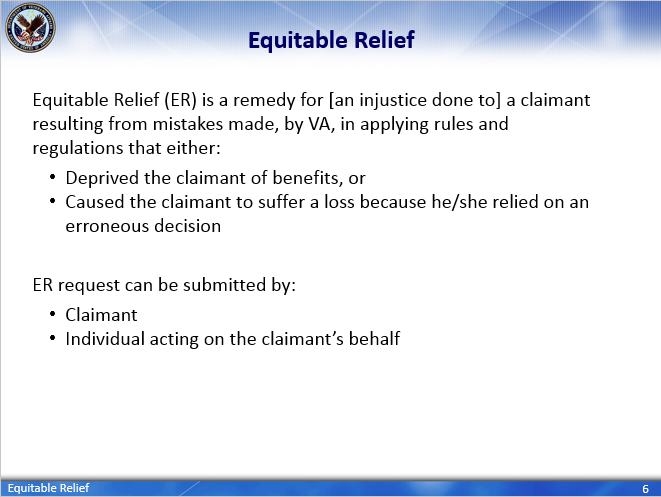 Equitable Relief
Equitable Relief (ER) is a remedy for [an injustice done to] a claimant
resulting from mistakes made, by VA, in applying rules and
regulations that either:
• Deprived the claimant of benefits, or
• Caused the claimant to suffer a loss because he/she relied on an
erroneous decision
ER request can be submitted by:
• Claimant
• Individual acting on the claimant’s behalf
Equitable Relief
6